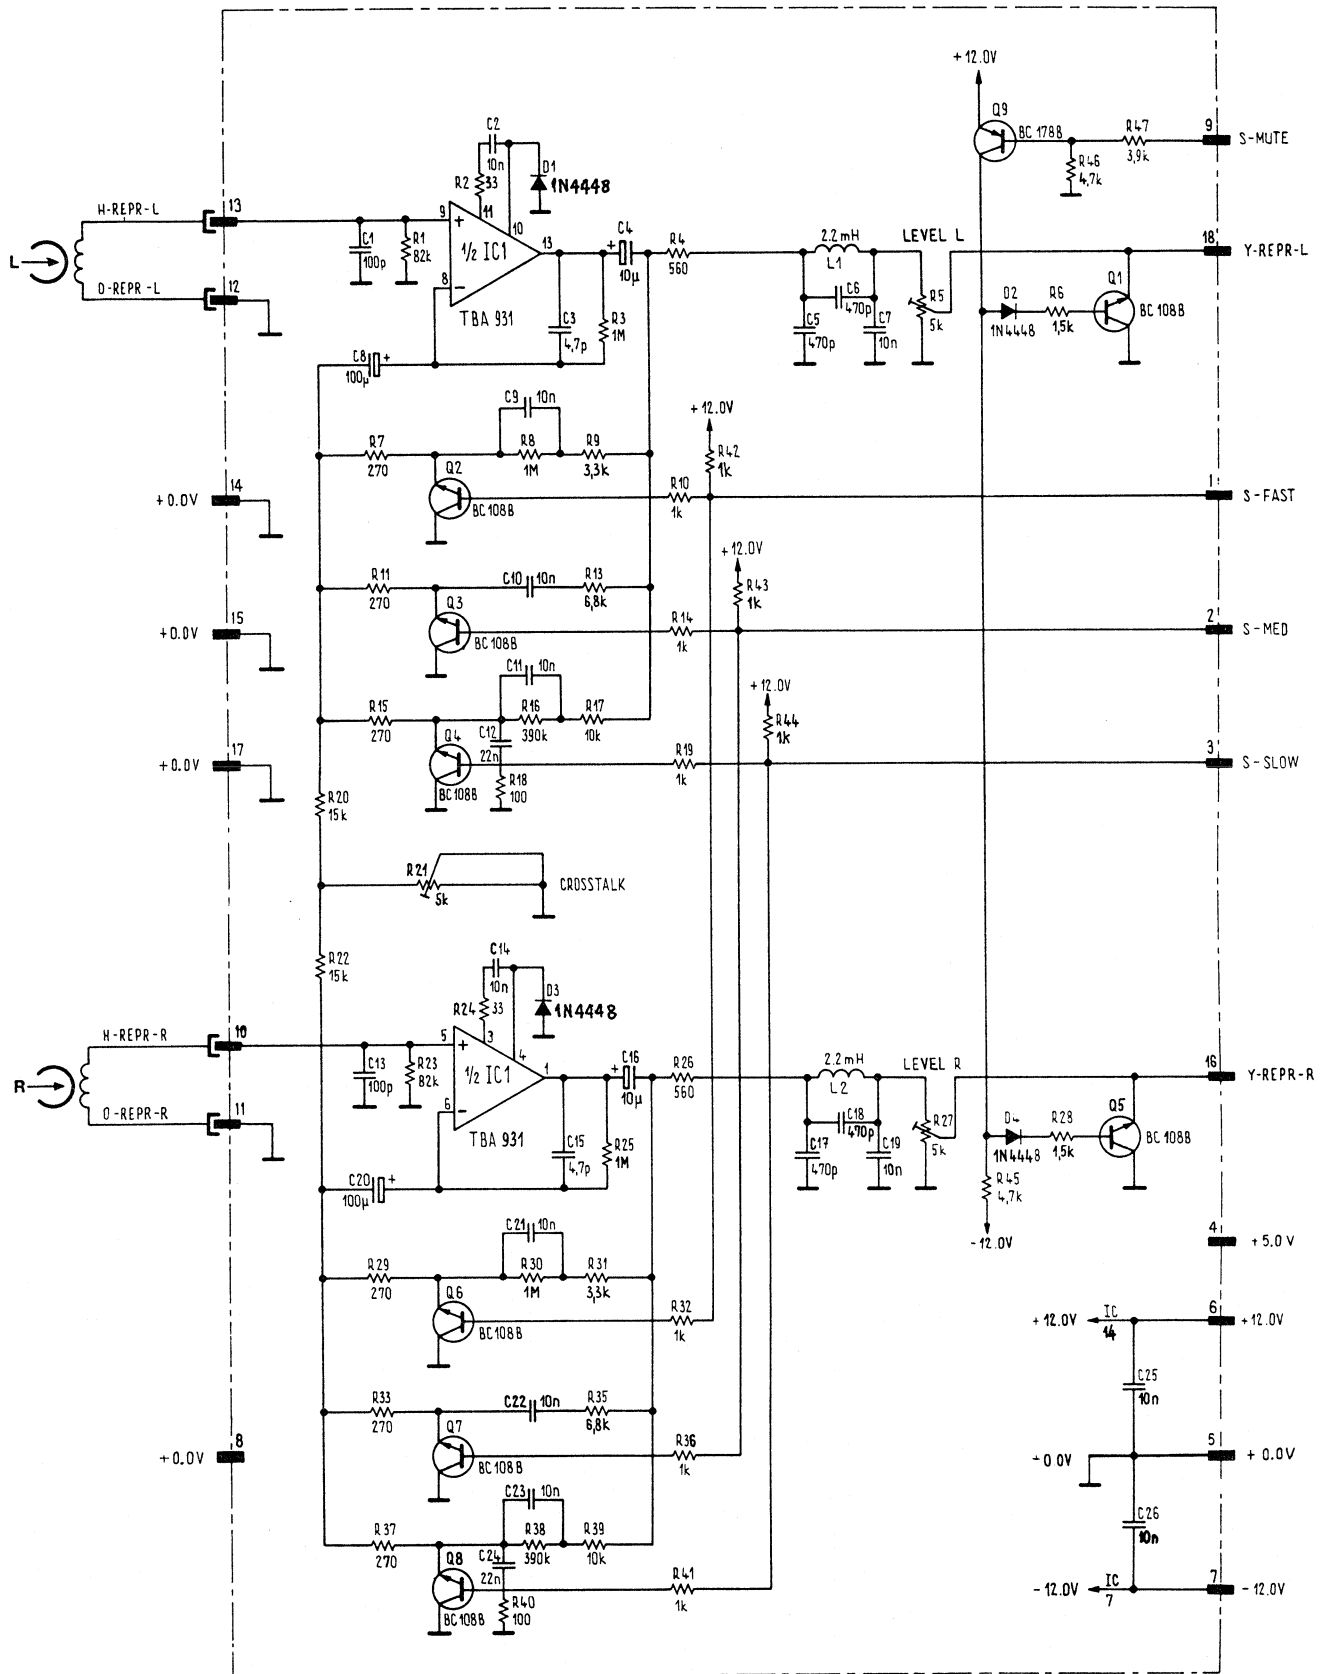 +12.0V
Q9
BC 178B
R47
3,9k
9
S-MUTE
R46
4,7k
C2
10n
R2
33
D1
1N4448
11
10
H-REPR-L
13
9
+
C1
100p
R1
82k
½ IC1
13
+
C4
10µ
R4
560
2.2mH
L1
LEVEL L
18
Y-REPR-L
L
0-REPR-L
12
8
−
TBA 931
C3
4,7p
R3
1M
C5
470p
C6
470p
C7
10n
R5
5k
D2
1N4448
R6
1,5k
Q1
BC 108B
C8
100µ
+
C9
10n
+12.0V
R7
270
R8
1M
R9
3,3k
R42
1k
Q2
BC 108B
R10
1k
1
S-FAST
14
+0.0V
+12.0V
R11
270
C10
10n
R13
6,8k
R43
1k
Q3
BC 108B
R14
1k
2
S-MED
15
+0.0V
C11
10n
+12.0V
R15
270
R16
390k
R17
10k
R44
1k
Q4
BC 108B
C12
22n
R18
100
R19
1k
3
S-SLOW
17
+0.0V
R20
15k
R21
5k
CROSSTALK
R22
15k
C14
10n
R24
33
D3
1N4448
3
4
H-REPR-R
10
5
+
C13
100p
R23
82k
½ IC1
1
+
C16
10µ
R26
560
2.2mH
L2
LEVEL R
16
Y-REPR-R
R
0-REPR-R
11
6
−
TBA 931
C15
4,7p
R25
1M
C17
470p
C18
470p
C19
10n
R27
5k
D4
1N4448
R28
1,5k
Q5
BC 108B
C20
100µ
+
R45
4,7k
-12.0V
4
+5.0V
C21
10n
R29
270
R30
1M
R31
3,3k
Q6
BC 108B
R32
1k
+12.0V
IC
14
6
+12.0V
C25
10n
R33
270
C22
10n
R35
6,8k
Q7
BC 108B
R36
1k
8
+0.0V
+0.0V
5
+0.0V
C26
10n
C23
10n
R37
270
R38
390k
R39
10k
Q8
BC 108B
C24
22n
R40
100
R41
1k
-12.0V
IC
7
7
-12.0V